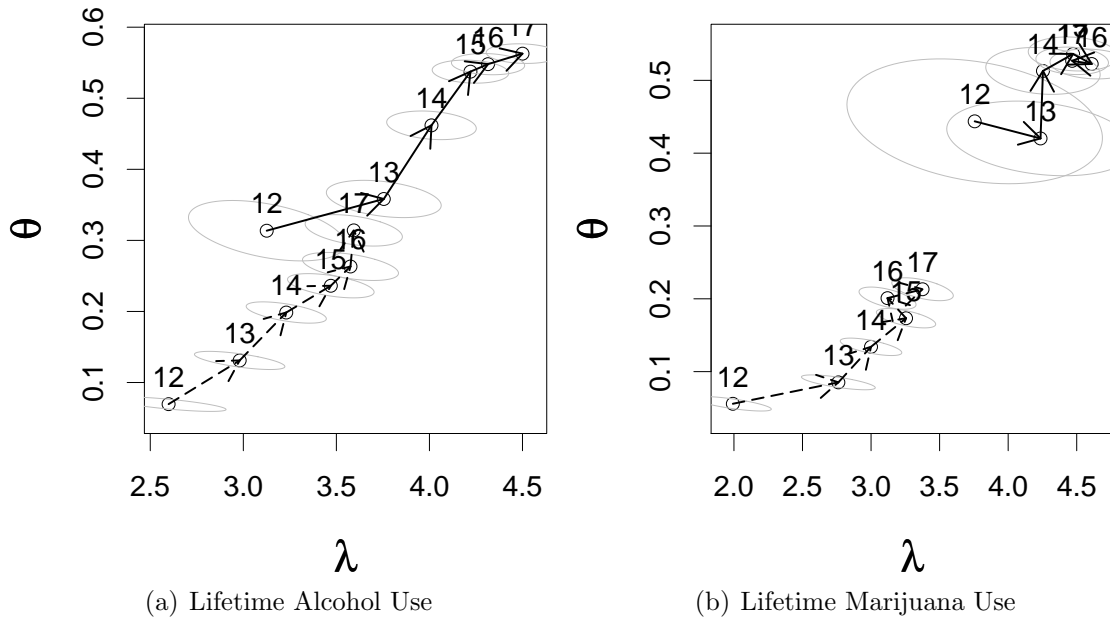 0.1 0.2 0.3 0.4 0.5 0.6
θ
12 13 14 15 16 17
12 13 14 15 16 17
2.5 3.0 3.5 4.0 4.5
λ
(a) Lifetime Alcohol Use
0.1 0.2 0.3 0.4 0.5
θ
12 13 14 15 16 17
12 13 14 16 17
2.0 2.5 3.0 3.5 4.0 4.5
λ
(b) Lifetime Marijuana Use